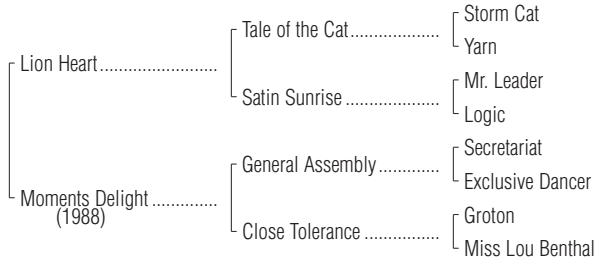 Storm Cat
Tale of the Cat....................
Yarn
Lion Heart..........................
Mr. Leader
Satin Sunrise.....................
Logic
Secretariat
General Assembly.............
Exclusive Dancer
Moments Delight..............
(1988)
Groton
Close Tolerance................
Miss Lou Benthal